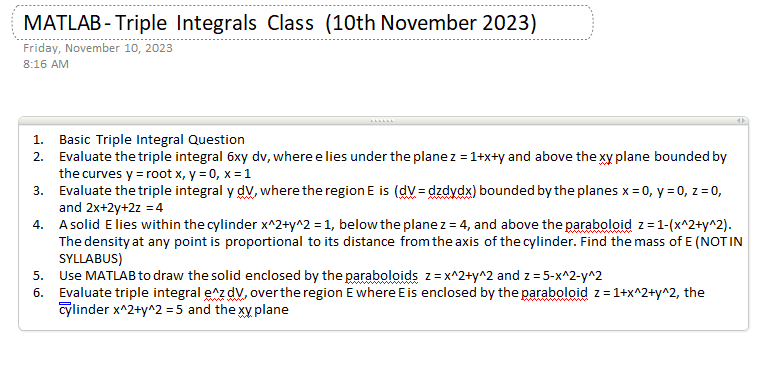 MATLAB - Triple Integrals Class (10th November 2023)
Friday, November 10, 2023
8:16 AM
1. Basic Triple Integral Question
2. Evaluate the triple integral 6xy dv, where e lies under the plane z = 1+x+y and above the xy plane bounded by
the curves y = root x, y = 0, x = 1
3. Evaluate the triple integral y dV, where the region E is (dV = dzdydx) bounded by the planes x = 0, y = 0, z = 0,
and 2x+2y+2z = 4
4. A solid E lies within the cylinder x^2+y^2 = 1, below the plane z = 4, and above the paraboloid z = 1-(x^2+y^2).
The density at any point is proportional to its distance from the axis of the cylinder. Find the mass of E (NOT IN
SYLLABUS)
5. Use MATLAB to draw the solid enclosed by the paraboloids z = x^2+y^2 and z = 5-x^2-y^2
6. Evaluate triple integral e^z dV, over the region E where E is enclosed by the paraboloid z = 1+x^2+y^2, the
cylinder x^2+y^2 = 5 and the xy plane